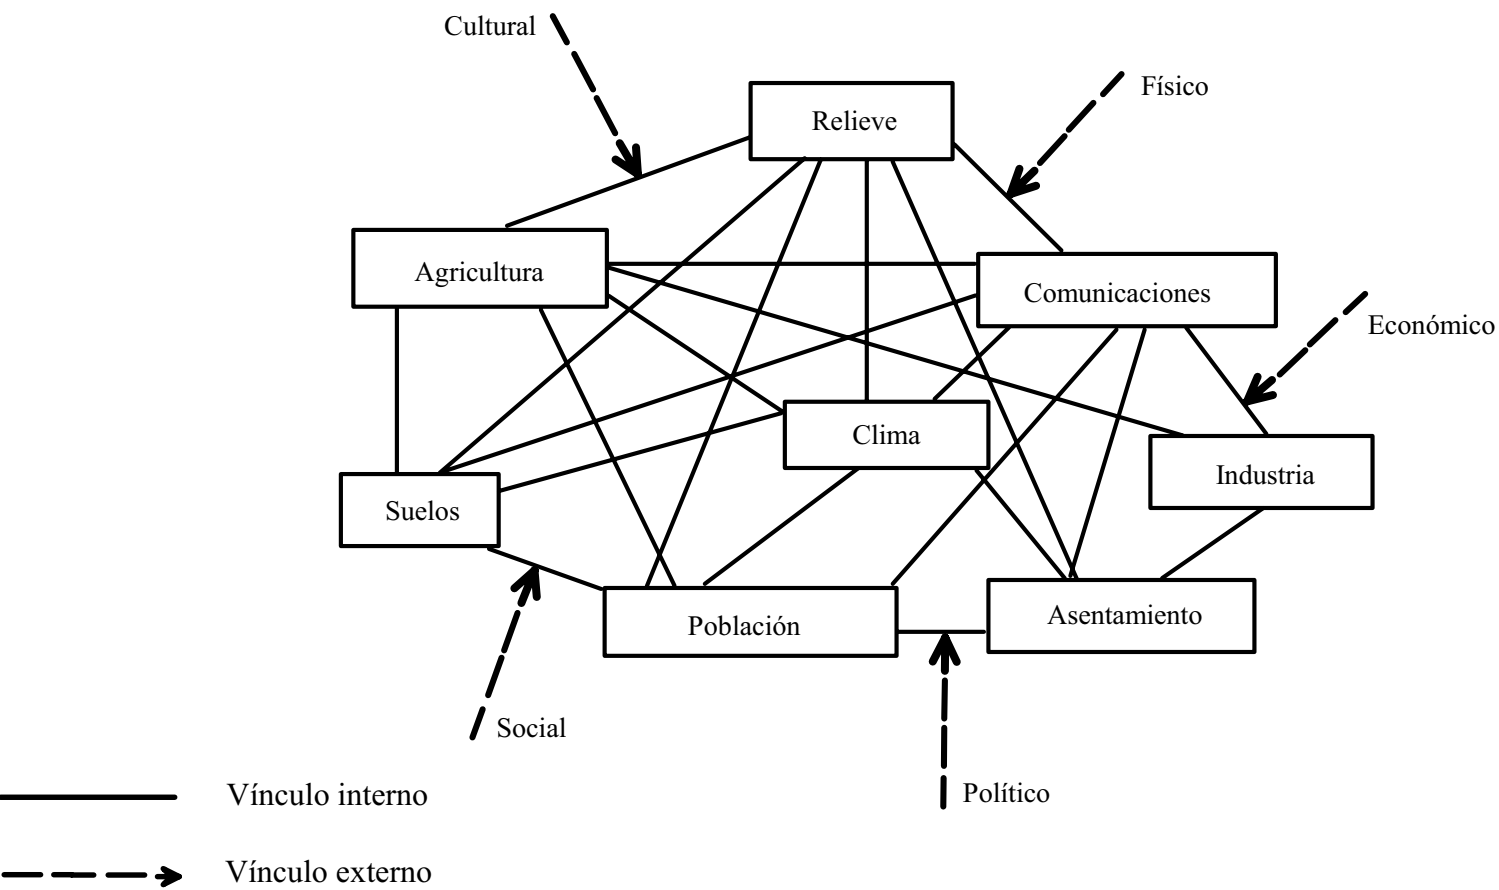 Cultural
Físico
Relieve
Agricultura
Comunicaciones
Económico
Clima
Industria
Suelos
Población
Asentamiento
Social
Político
Vínculo interno
Vínculo externo